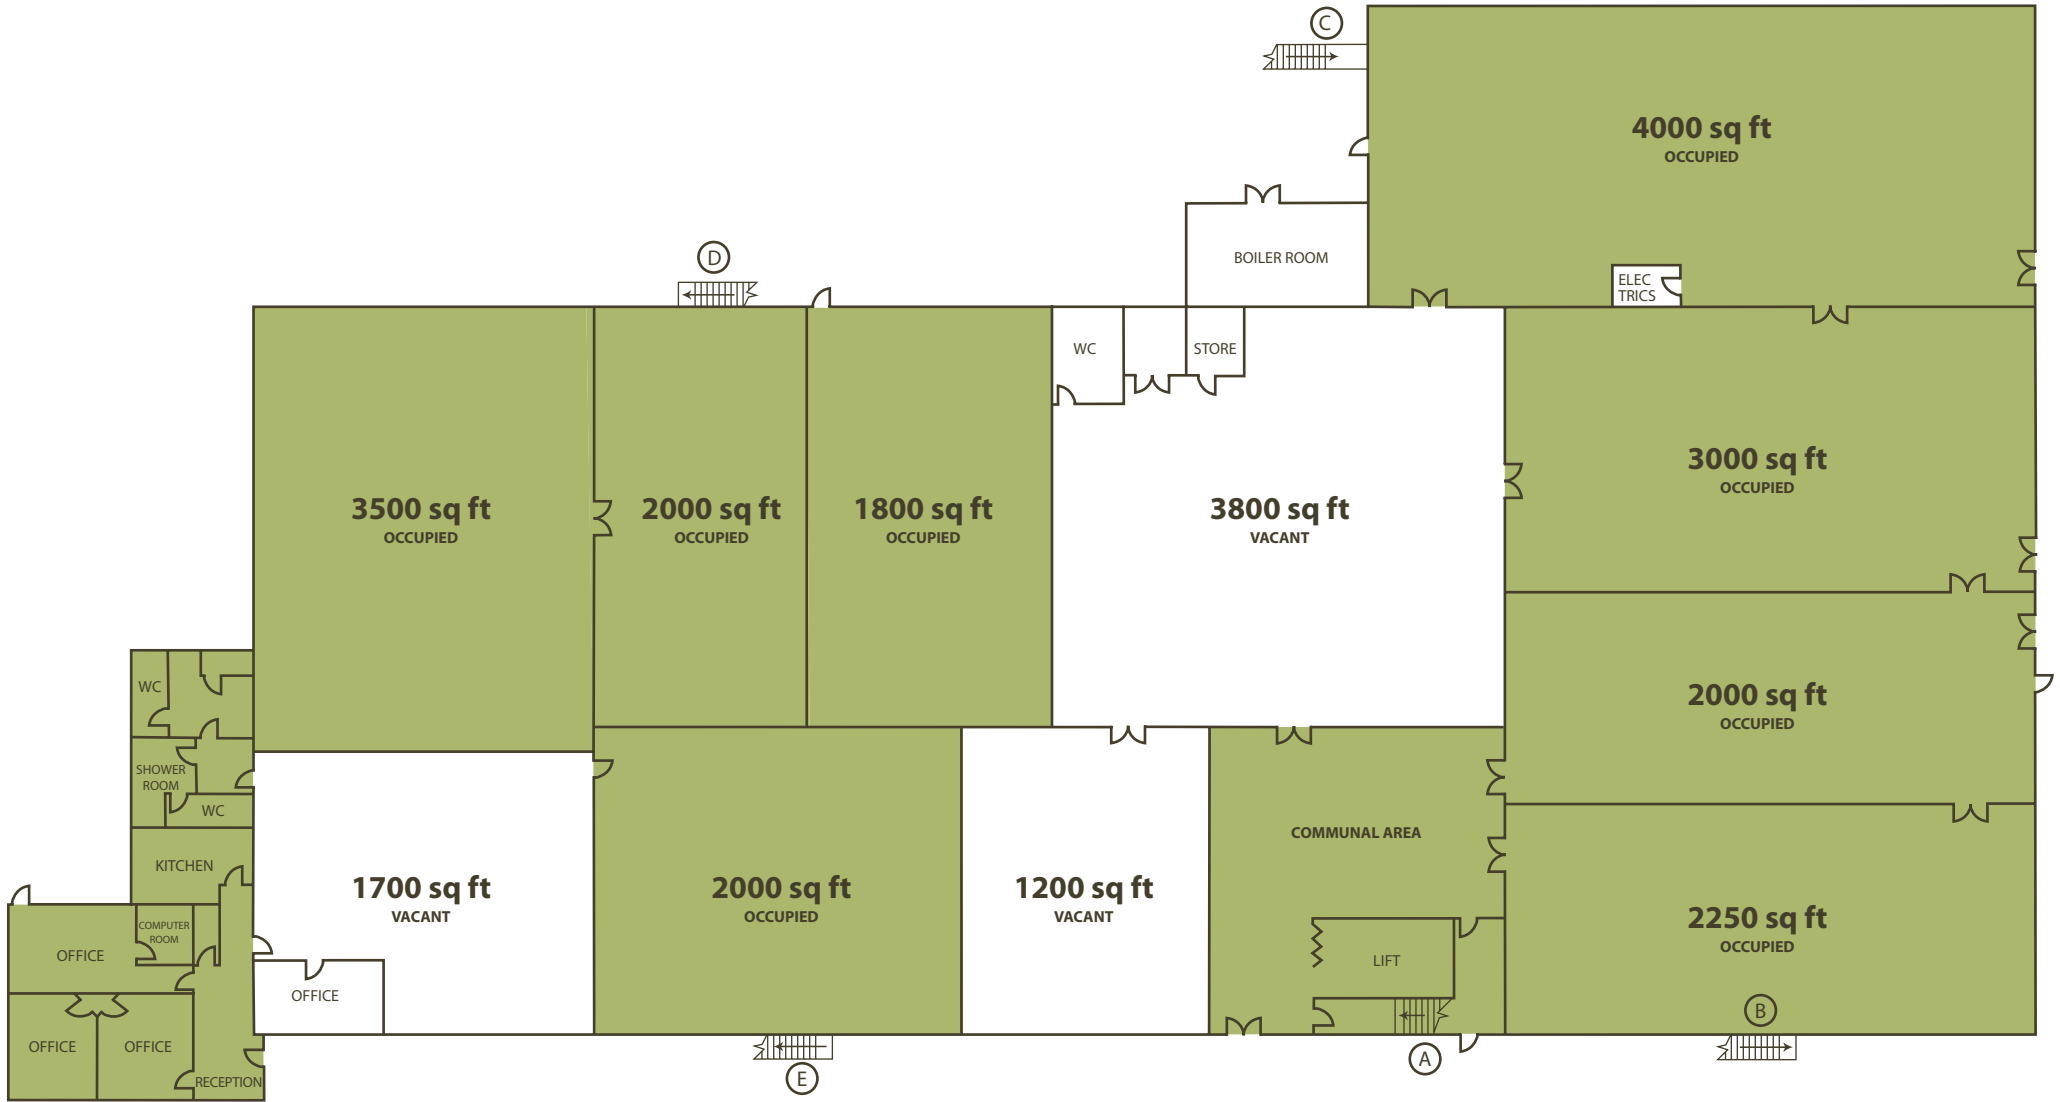 C
4000 sq ft
OCCUPIED
BOILER ROOM
ELEC
TRICS
D
WC
STORE
3500 sq ft
OCCUPIED
2000 sq ft
OCCUPIED
1800 sq ft
OCCUPIED
3800 sq ft
VACANT
3000 sq ft
OCCUPIED
WC
SHOWER
ROOM
WC
KITCHEN
2000 sq ft
OCCUPIED
COMMUNAL AREA
1700 sq ft
VACANT
2000 sq ft
OCCUPIED
1200 sq ft
VACANT
2250 sq ft
OCCUPIED
COMPUTER
ROOM
OFFICE
OFFICE
LIFT
OFFICE
OFFICE
RECEPTION
E
A
B